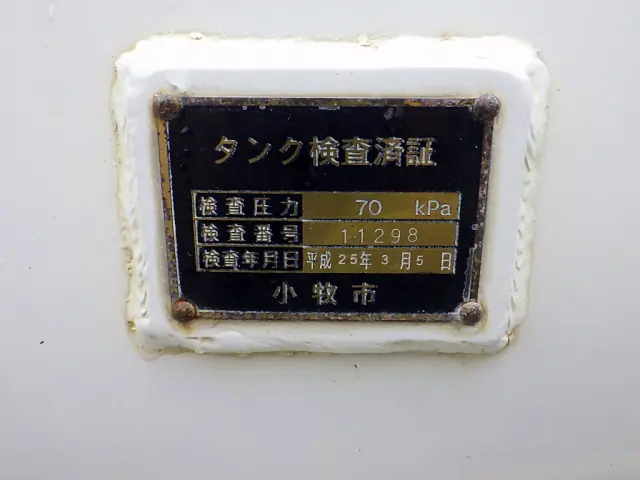 タンク検査済証
検査圧力 70 kPa
検査番号 11298
検査年月日 平成25年3月5日
小牧市